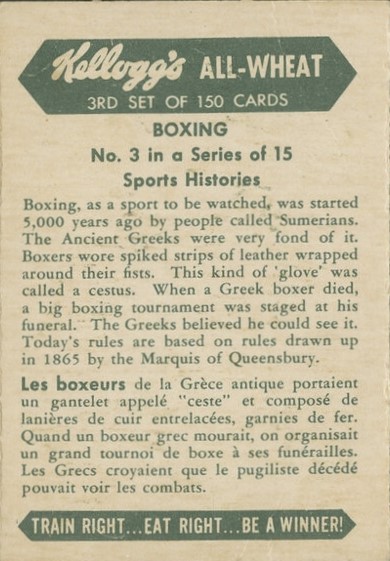 Kellogg's ALL-WHEAT
3RD SET OF 150 CARDS
BOXING
No. 3 in a Series of 15
Sports Histories
Boxing, as a sport to be watched, was started
5,000 years ago by people called Sumerians.
The Ancient Greeks were very fond of it.
Boxers wore spiked strips of leather wrapped
around their fists. This kind of 'glove' was
called a cestus. When a Greek boxer died,
a big boxing tournament was staged at his
funeral. The Greeks believed he could see it.
Today's rules are based on rules drawn up
in 1865 by the Marquis of Queensbury.
Les boxeurs de la Grèce antique portaient
un gantelet appelé "ceste" et composé de
lanières de cuir entrelacées, garnies de fer.
Quand un boxeur grec mourait, on organisait
un grand tournoi de boxe à ses funérailles.
Les Grecs croyaient que le pugiliste décédé
pouvait voir les combats.
TRAIN RIGHT...EAT RIGHT...BE A WINNER!